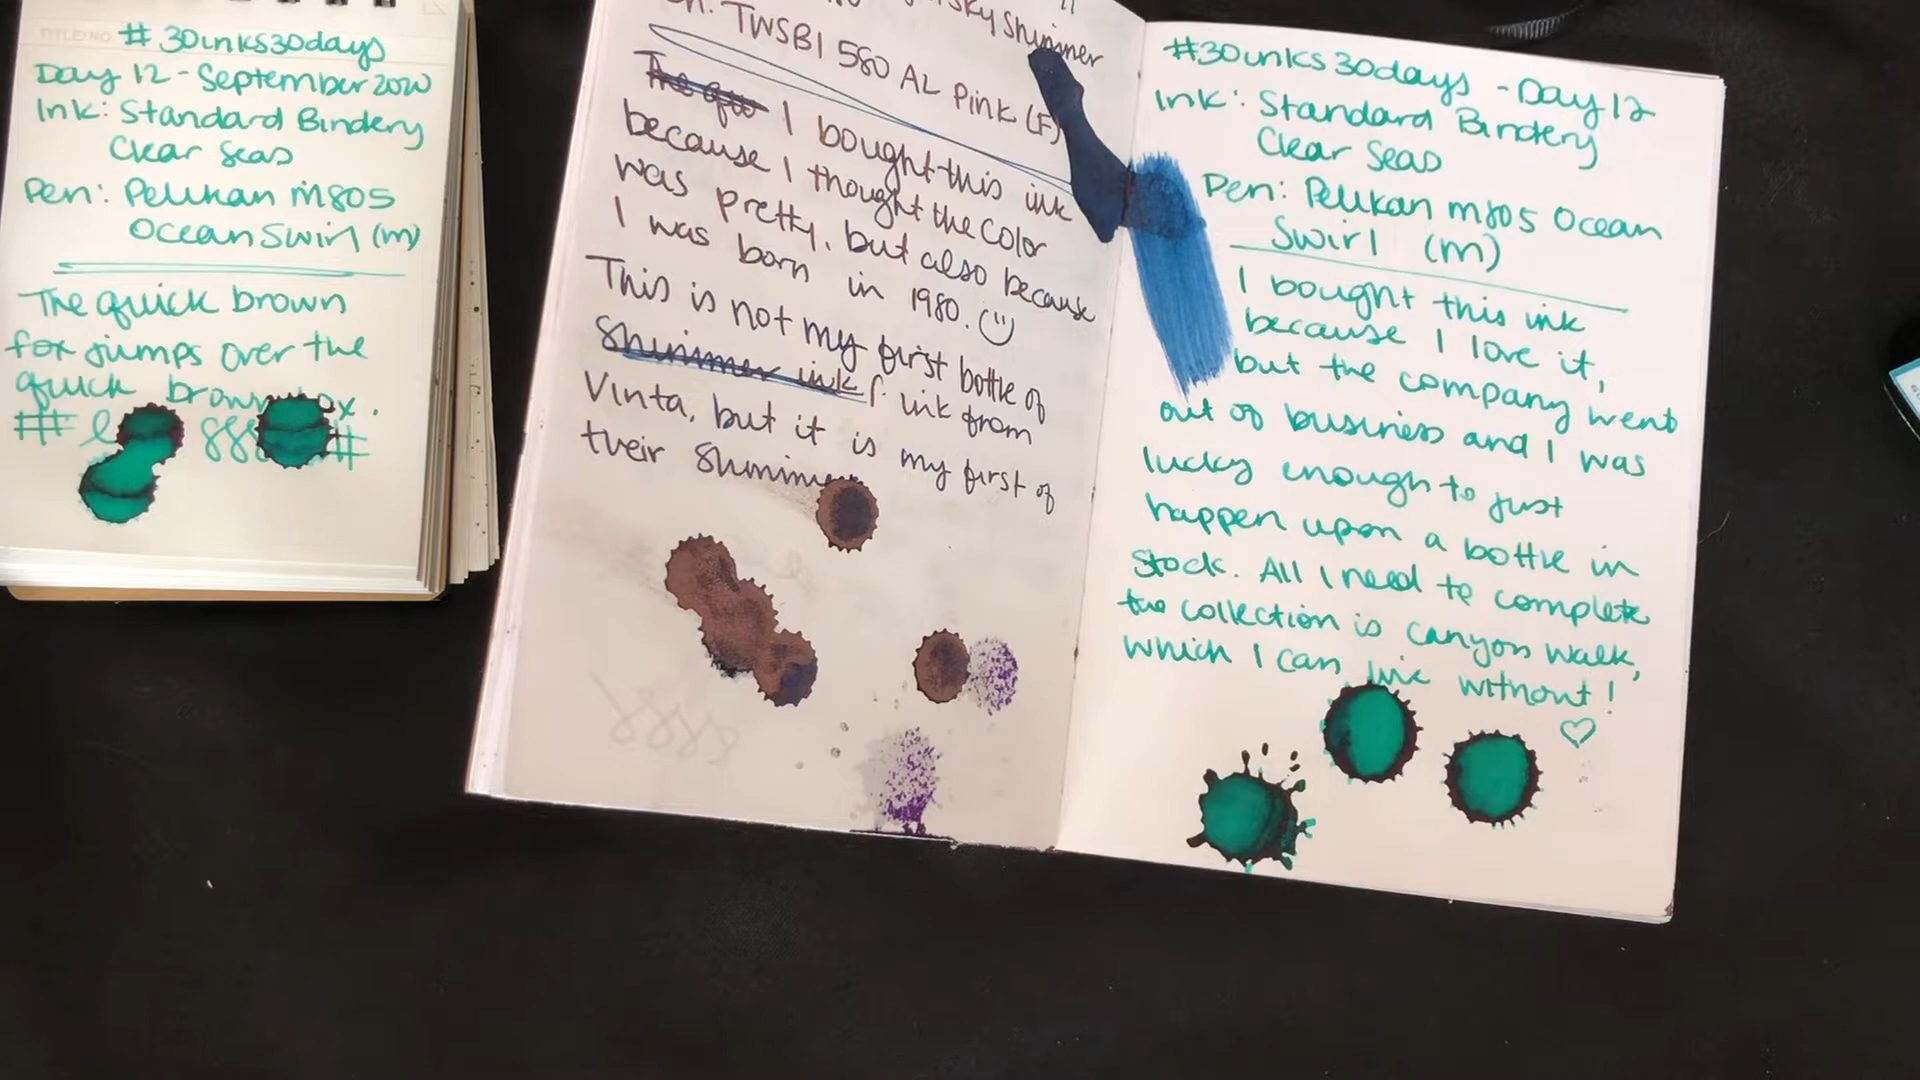 TITLE/NO
#30inks30days
Day 12 - September 2020
Ink: Standard Bindery
Clear Seas
Pen: Pelikan m805
Ocean Swirl (m)
The quick brown
fox jumps over the
quick brown fox.
## l 888 #
sky Shimmer
TWSBI 580 AL Pink (F)
The qu I bought this ink
because I thought the color
was pretty, but also because
I was born in 1980.
This is not my first bottle of
Shimmer ink ink from
Vinta, but it is my first of
their Shimmer
#30inks30days - Day 12
Ink: Standard Bindery
Clear Seas
Pen: Pelikan m805 Ocean
Swirl (m)
I bought this ink
because I love it,
but the company went
out of business and I was
lucky enough to just
happen upon a bottle in
stock. All I need to complete
the collection is canyon walk,
which I can live without!